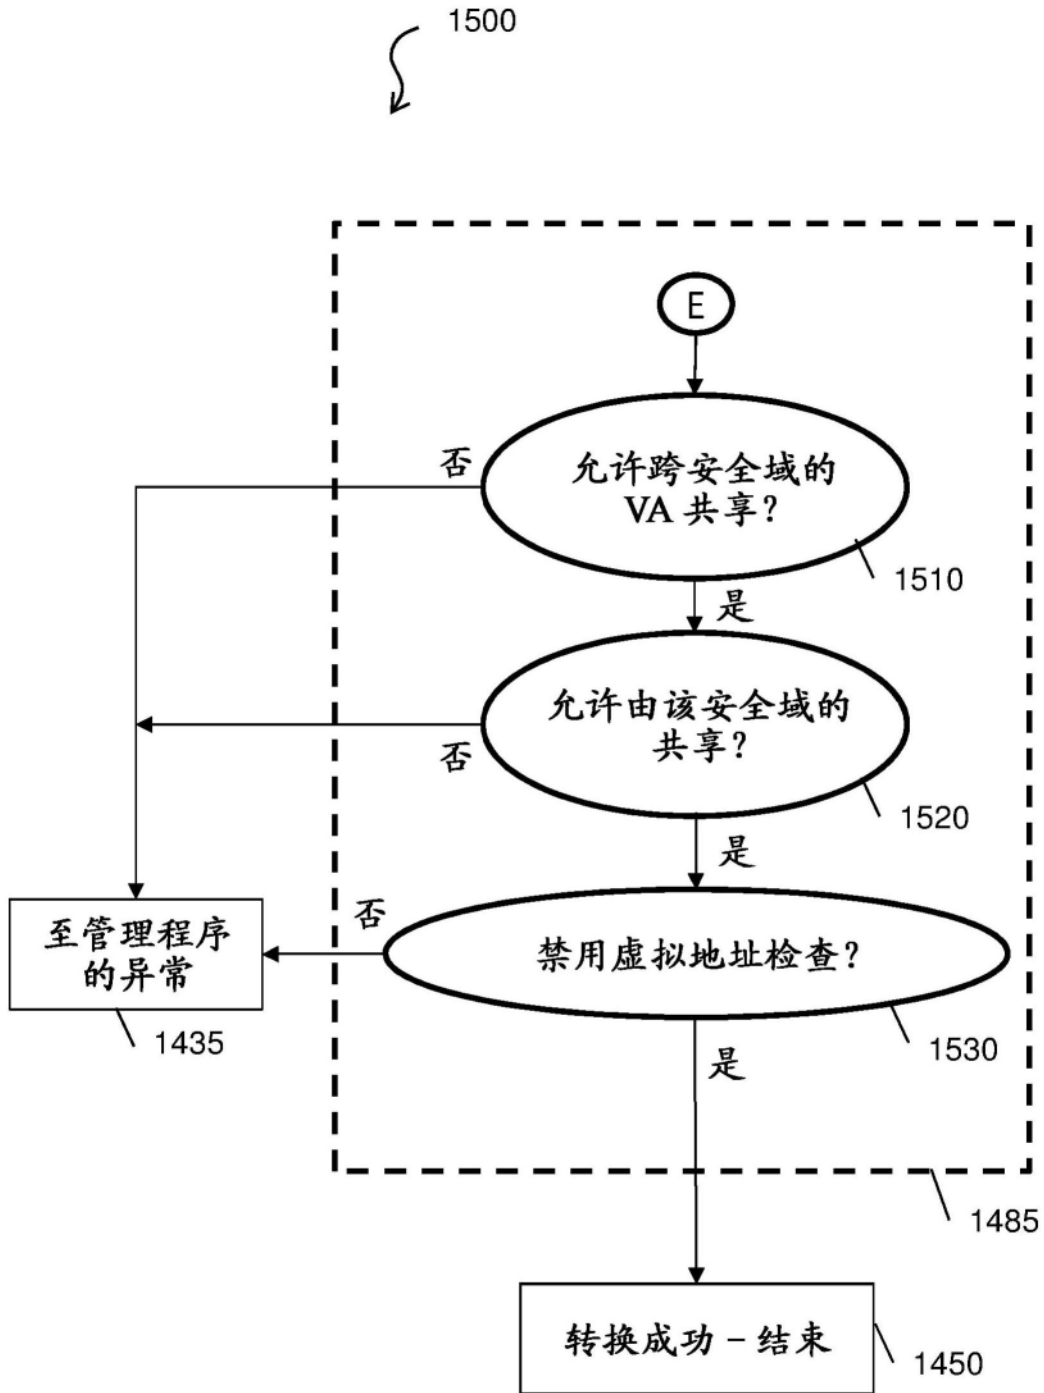 1500
E
否
允许跨安全域的
VA 共享?
1510
是
允许由该安全域的
共享?
否
1520
是
否
至管理程序
的异常
禁用虚拟地址检查?
1435
1530
是
1485
转换成功 – 结束
1450